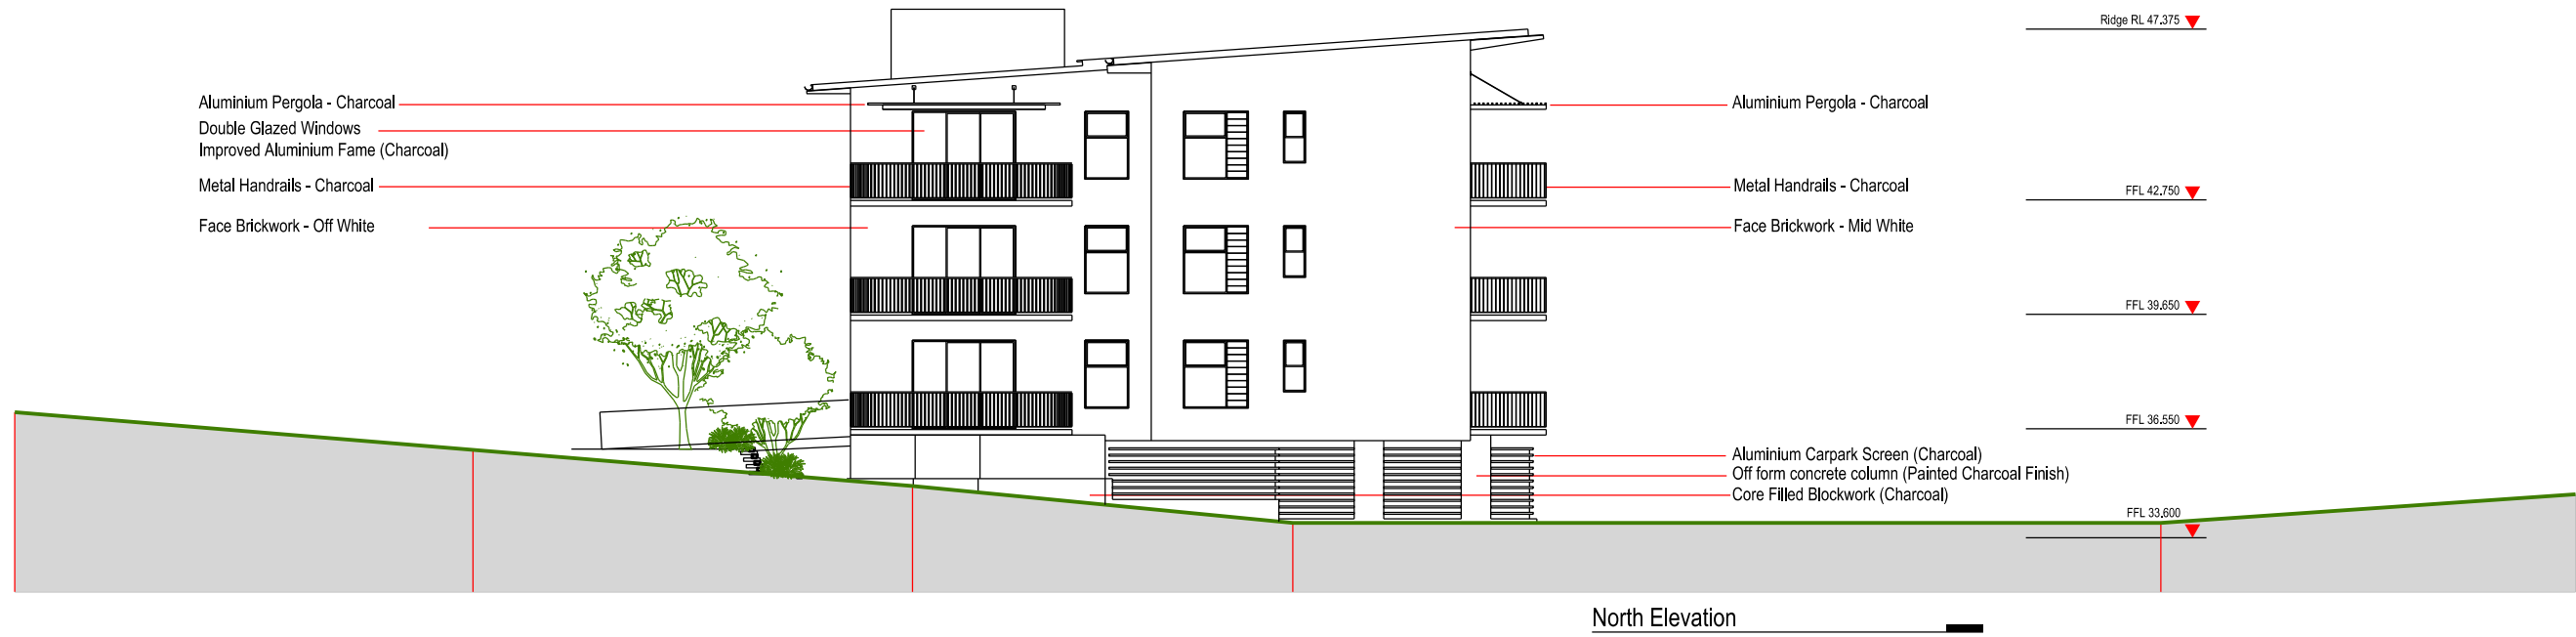 Ridge RL 47.375
Aluminium Pergola - Charcoal
Double Glazed Windows
Improved Aluminium Fame (Charcoal)
Metal Handrails - Charcoal
Face Brickwork - Off White
Aluminium Pergola - Charcoal
Metal Handrails - Charcoal
Face Brickwork - Mid White
FFL 42.750
FFL 39.650
FFL 36.550
Aluminium Carpark Screen (Charcoal)
Off form concrete column (Painted Charcoal Finish)
Core Filled Blockwork (Charcoal)
FFL 33.600
North Elevation